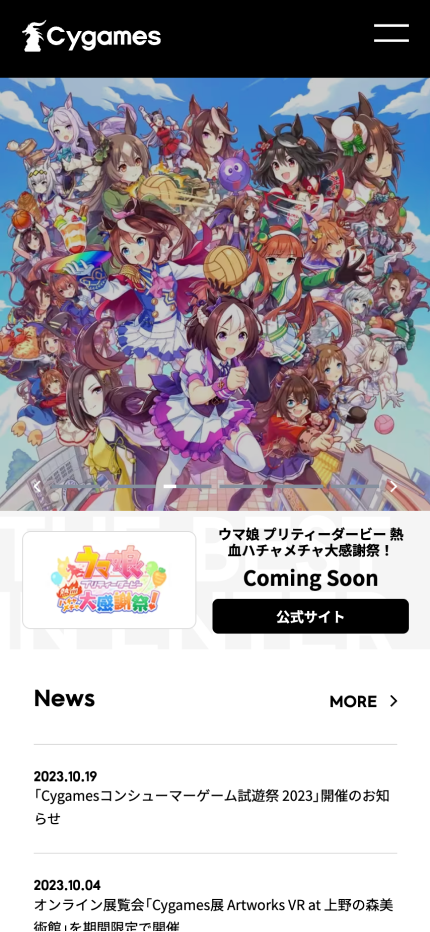 Cygames
ウマ娘
プリティーダービー
熱血ハチャメチャ
大感謝祭!
ウマ娘 プリティーダービー 熱
血ハチャメチャ大感謝祭！
Coming Soon
公式サイト
News
MORE
2023.10.19
「Cygamesコンシューマーゲーム試遊祭 2023」開催のお知
らせ
2023.10.04
オンライン展覧会「Cygames展 Artworks VR at 上野の森美
術館」を期間限定で開催